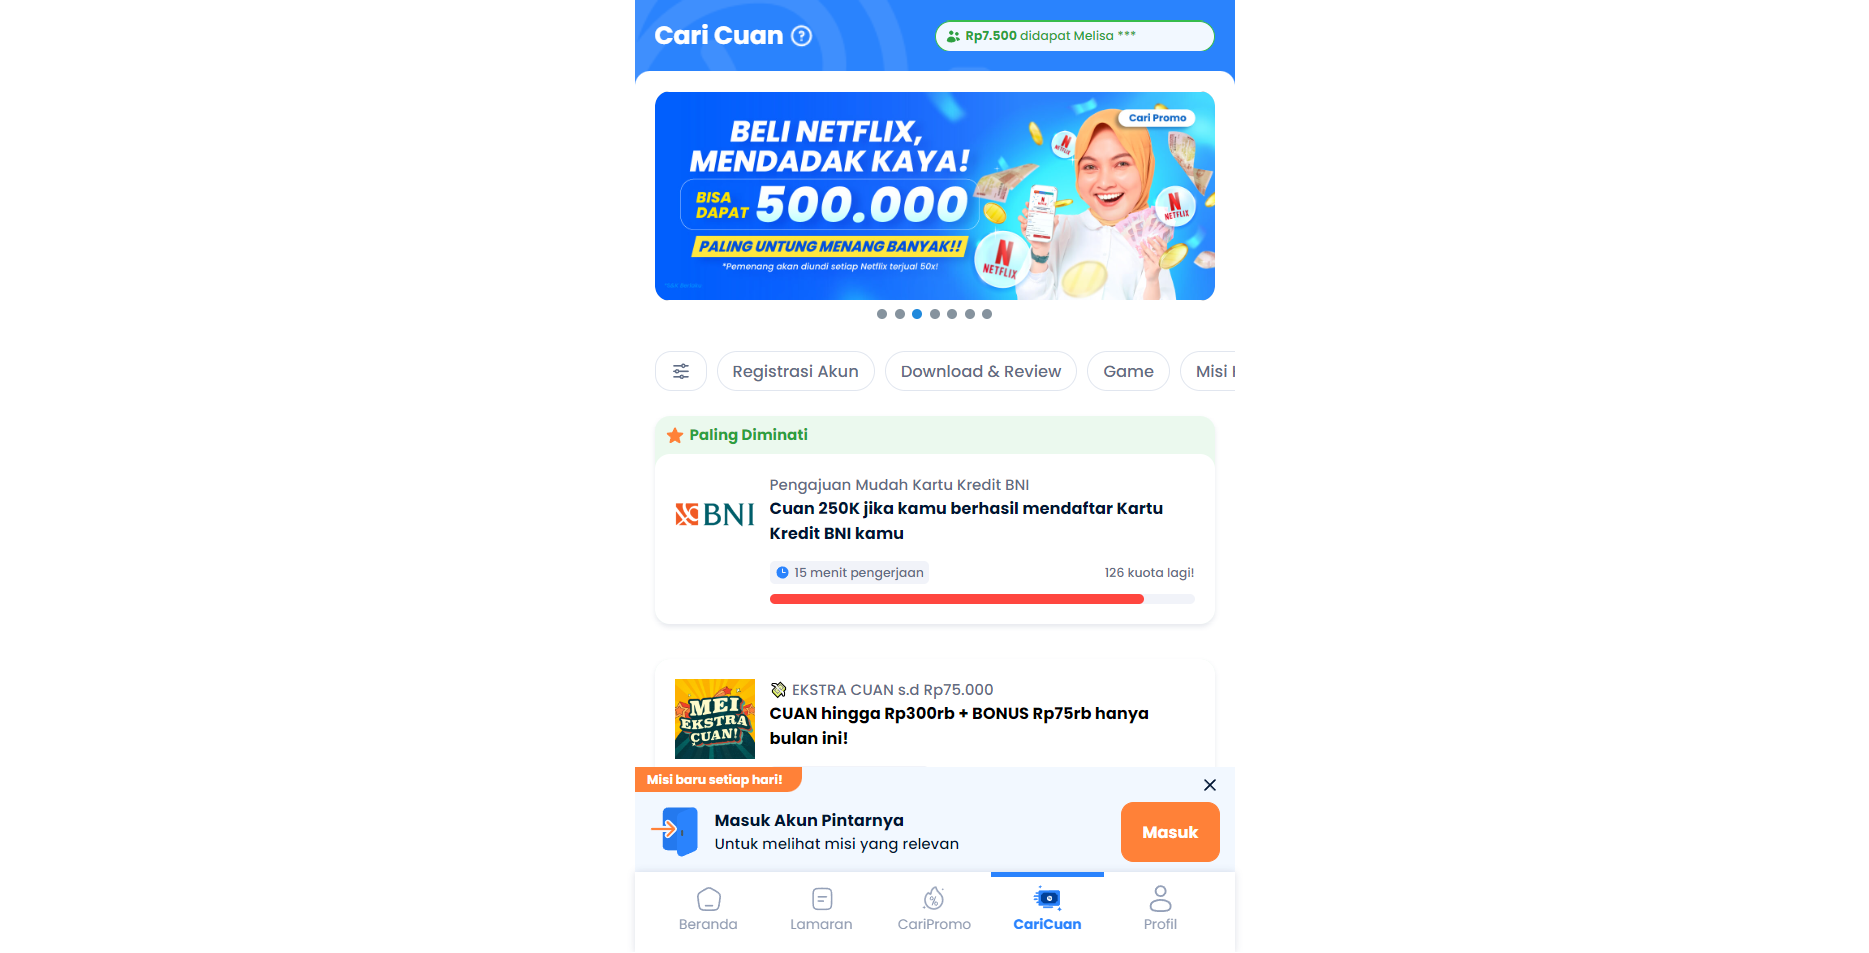 Cari Cuan
Rp7.500 didapat Melisa ***
Cari Promo
BELI NETFLIX,
MENDADAK KAYA!
BISA
DAPAT
500.000
PALING UNTUNG MENANG BANYAK!!
*Pemenang akan diundi setiap Netflix terjual 50x!
N
NETFLIX
N
NETFLIX
N
NETFLIX
Registrasi Akun
Download & Review
Game
Misi
Paling Diminati
BNI
Pengajuan Mudah Kartu Kredit BNI
Cuan 250K jika kamu berhasil mendaftar Kartu
Kredit BNI kamu
15 menit pengerjaan
126 kuota lagi!
MEI
EKSTRA
CUAN!
EKSTRA CUAN s.d Rp75.000
CUAN hingga Rp300rb + BONUS Rp75rb hanya
bulan ini!
Misi baru setiap hari!
Masuk Akun Pintarnya
Untuk melihat misi yang relevan
Masuk
Beranda
Lamaran
CariPromo
CariCuan
Profil